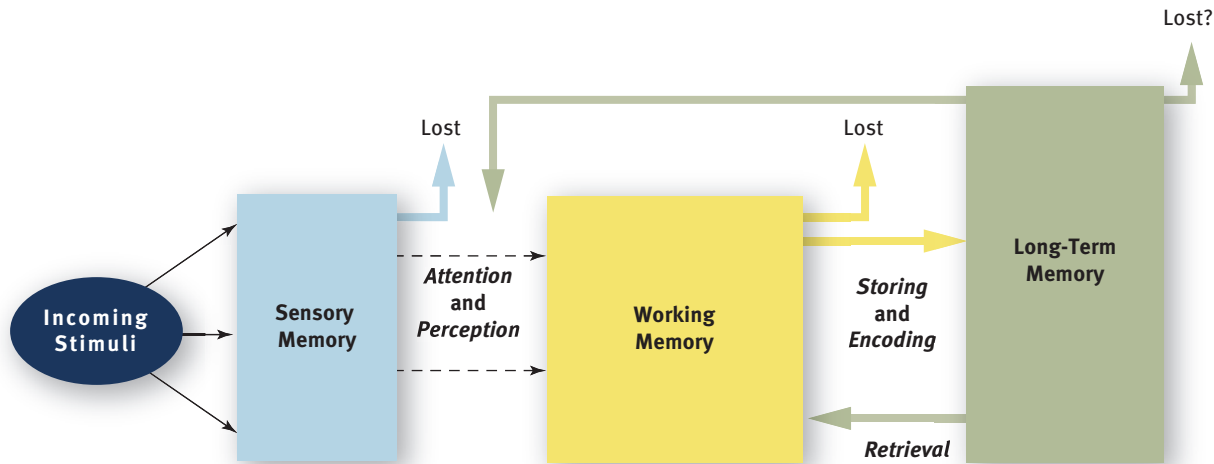 Lost?
Lost
Lost
Incoming
Stimuli
Sensory
Memory
Attention
and
Perception
Working
Memory
Storing
and
Encoding
Long-Term
Memory
Retrieval